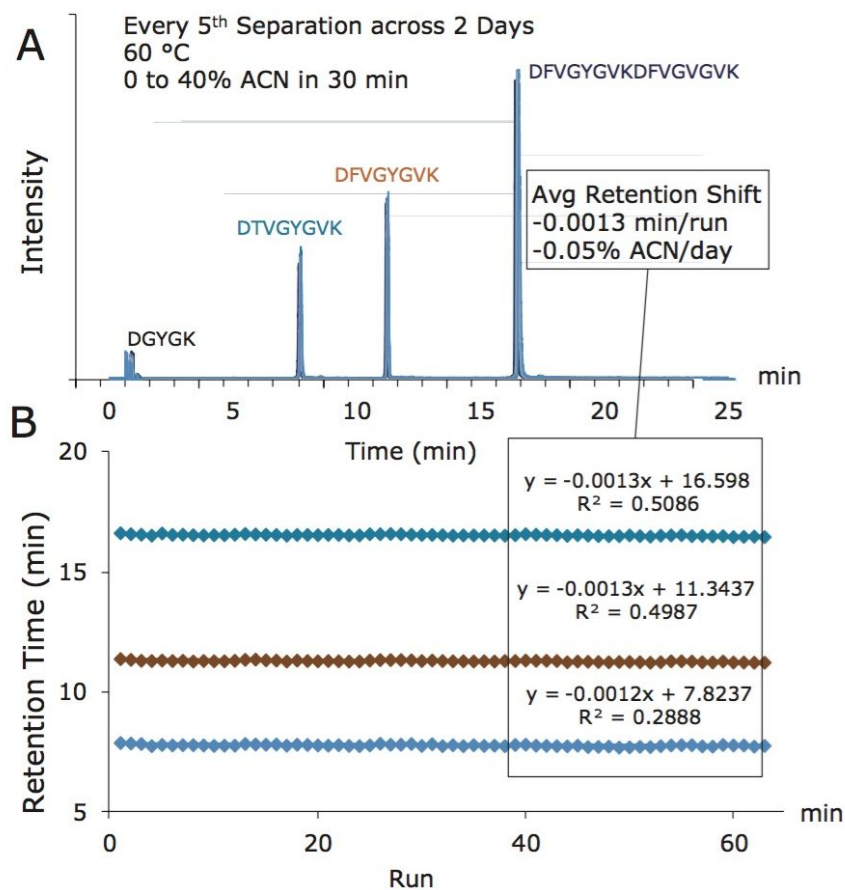 A
Every 5th Separation across 2 Days
60 °C
0 to 40% ACN in 30 min
DFVGYGVKDFVGVGVK
DFVGYGVK
DTVGYGVK
DGYGK
Avg Retention Shift
-0.0013 min/run
-0.05% ACN/day
Intensity
0 5 10 15 20 25
min
Time (min)
B
20
15
10
5
Retention Time (min)
y = -0.0013x + 16.598
R² = 0.5086
y = -0.0013x + 11.3437
R² = 0.4987
y = -0.0012x + 7.8237
R² = 0.2888
min
0 20 40 60
Run